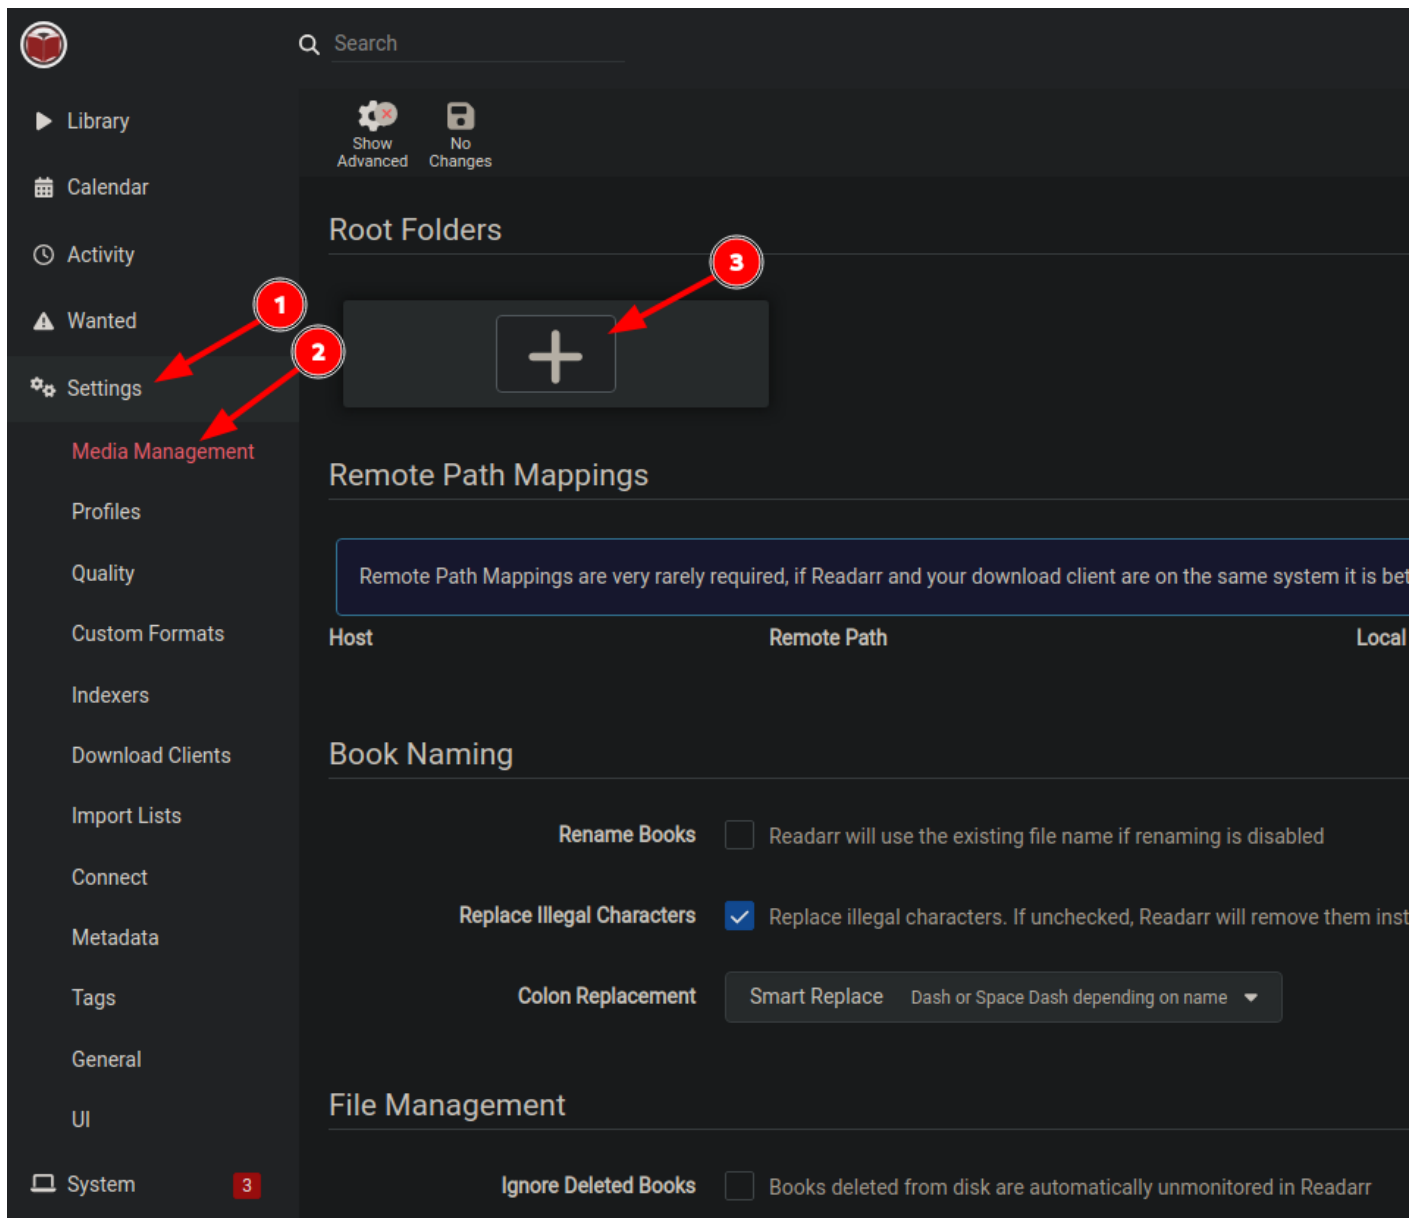 Search
Library
Calendar
Activity
Wanted
Settings
Media Management
Profiles
Quality
Custom Formats
Indexers
Download Clients
Import Lists
Connect
Metadata
Tags
General
UI
System 3
Show
Advanced
No
Changes
Root Folders
1
2
3
Remote Path Mappings
Remote Path Mappings are very rarely required, if Readarr and your download client are on the same system it is bet
Host Remote Path Local
Book Naming
Rename Books Readarr will use the existing file name if renaming is disabled
Replace Illegal Characters Replace illegal characters. If unchecked, Readarr will remove them inst
Colon Replacement Smart Replace Dash or Space Dash depending on name
File Management
Ignore Deleted Books Books deleted from disk are automatically unmonitored in Readarr